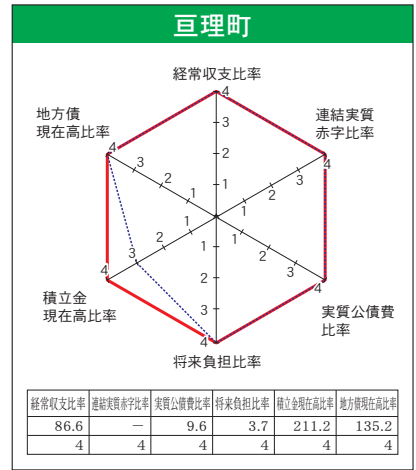 亘理町
経常収支比率
連結実質
赤字比率
実質公債費
比率
将来負担比率
積立金
現在高比率
地方債
現在高比率
4
3
2
1
4
3
2
1
4
3
2
1
4
3
2
1
4
3
2
1
4
3
2
1
経常収支比率 連結実質赤字比率 実質公債費比率 将来負担比率 積立金現在高比率 地方債現在高比率
86.6 － 9.6 3.7 211.2 135.2
4 4 4 4 4 4